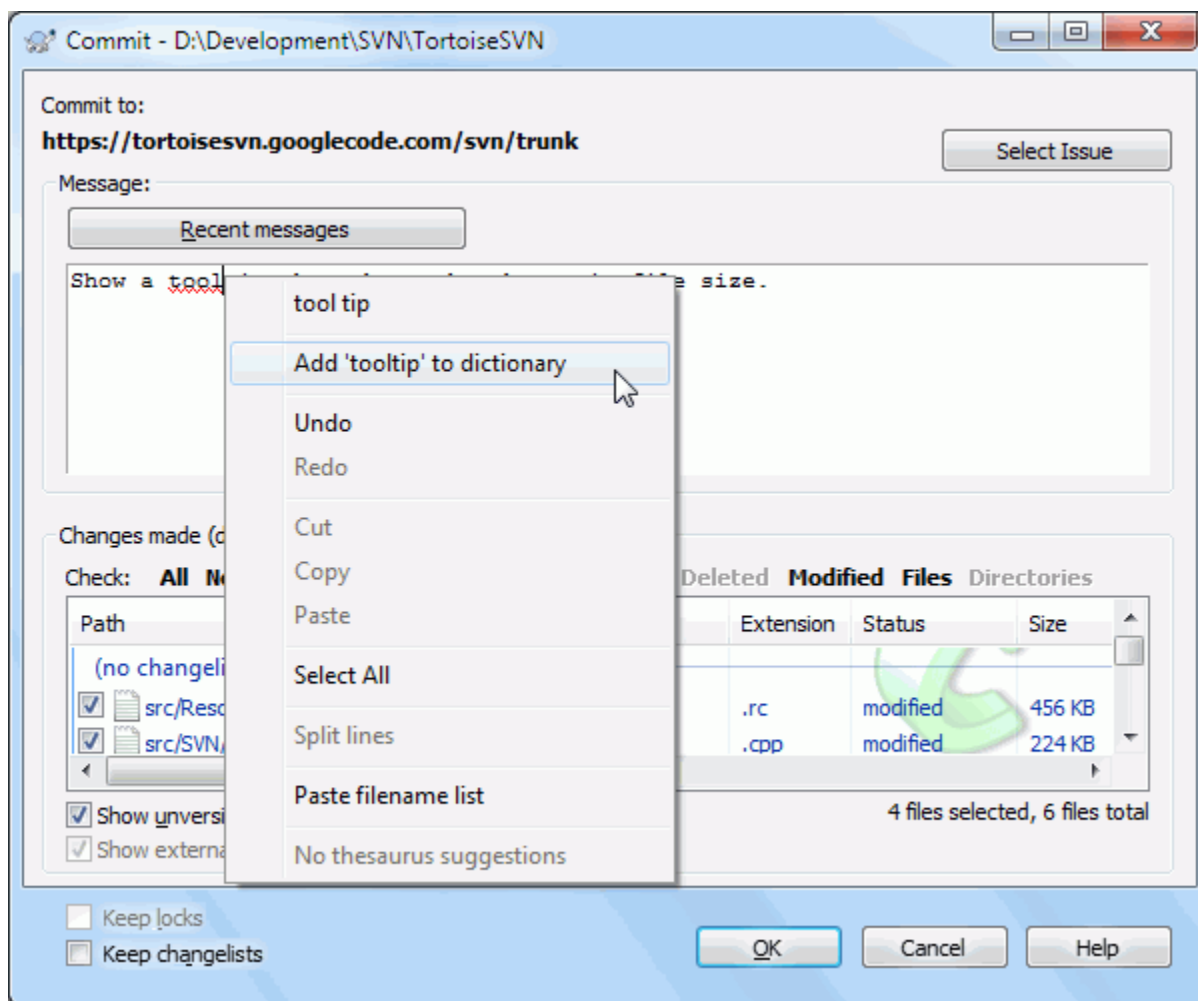 Commit - D:\Development\SVN\TortoiseSVN
Commit to:
https://tortoisesvn.googlecode.com/svn/trunk
Select Issue
Message:
Recent messages
Show a tool size.
tool tip
Add 'tooltip' to dictionary
Undo
Redo
Cut
Copy
Paste
Select All
Split lines
Paste filename list
No thesaurus suggestions
Changes made (d
Check: All Deleted Modified Files Directories
Path Extension Status Size
(no changeli
src/Reso .rc modified 456 KB
src/SVN/ .cpp modified 224 KB
Show unversi 4 files selected, 6 files total
Show externa
Keep locks
Keep changelists
OK Cancel Help